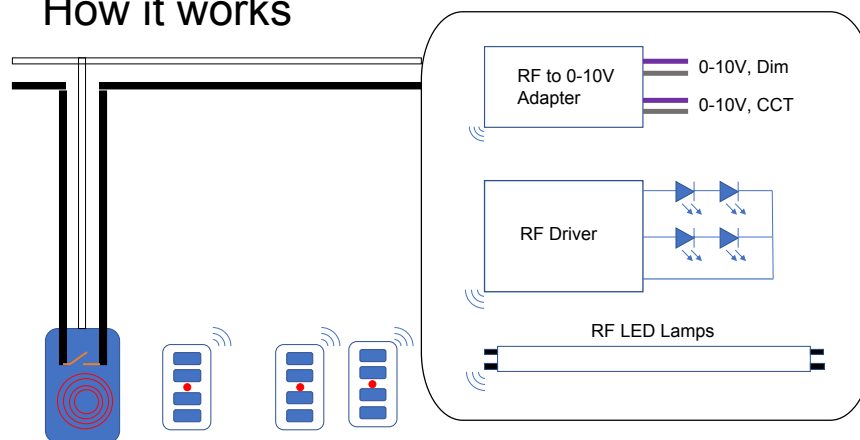 How it works
RF to 0-10V
Adapter
0-10V, Dim
0-10V, CCT
RF Driver
RF LED Lamps